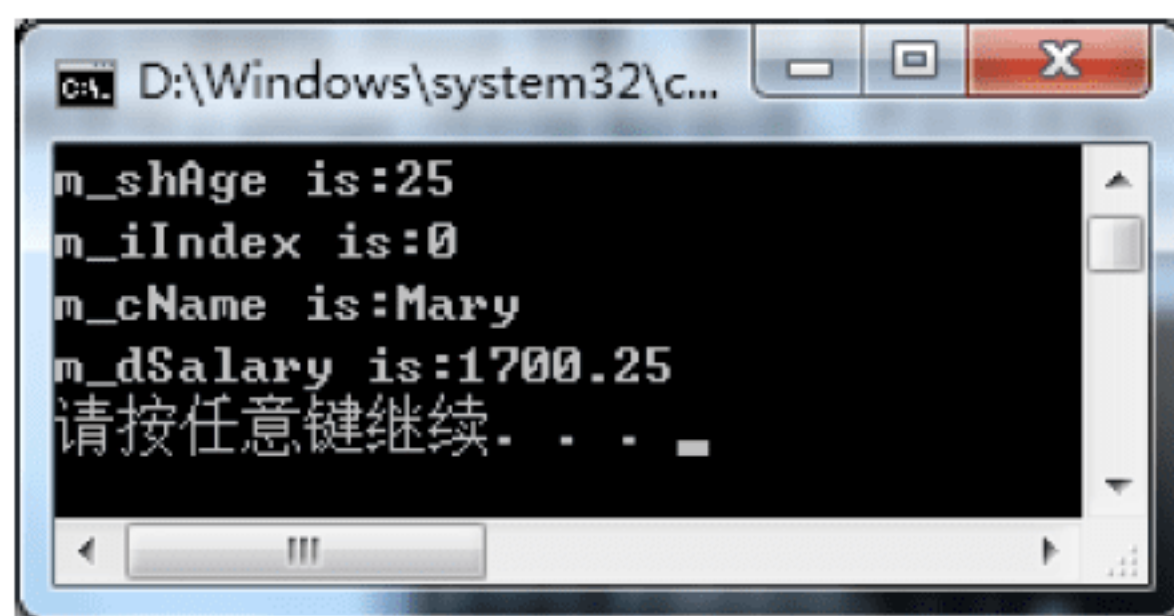 D:\Windows\system32\c...
m_shAge is:25
m_iIndex is:0
m_cName is:Mary
m_dSalary is:1700.25
请按任意键继续. . .